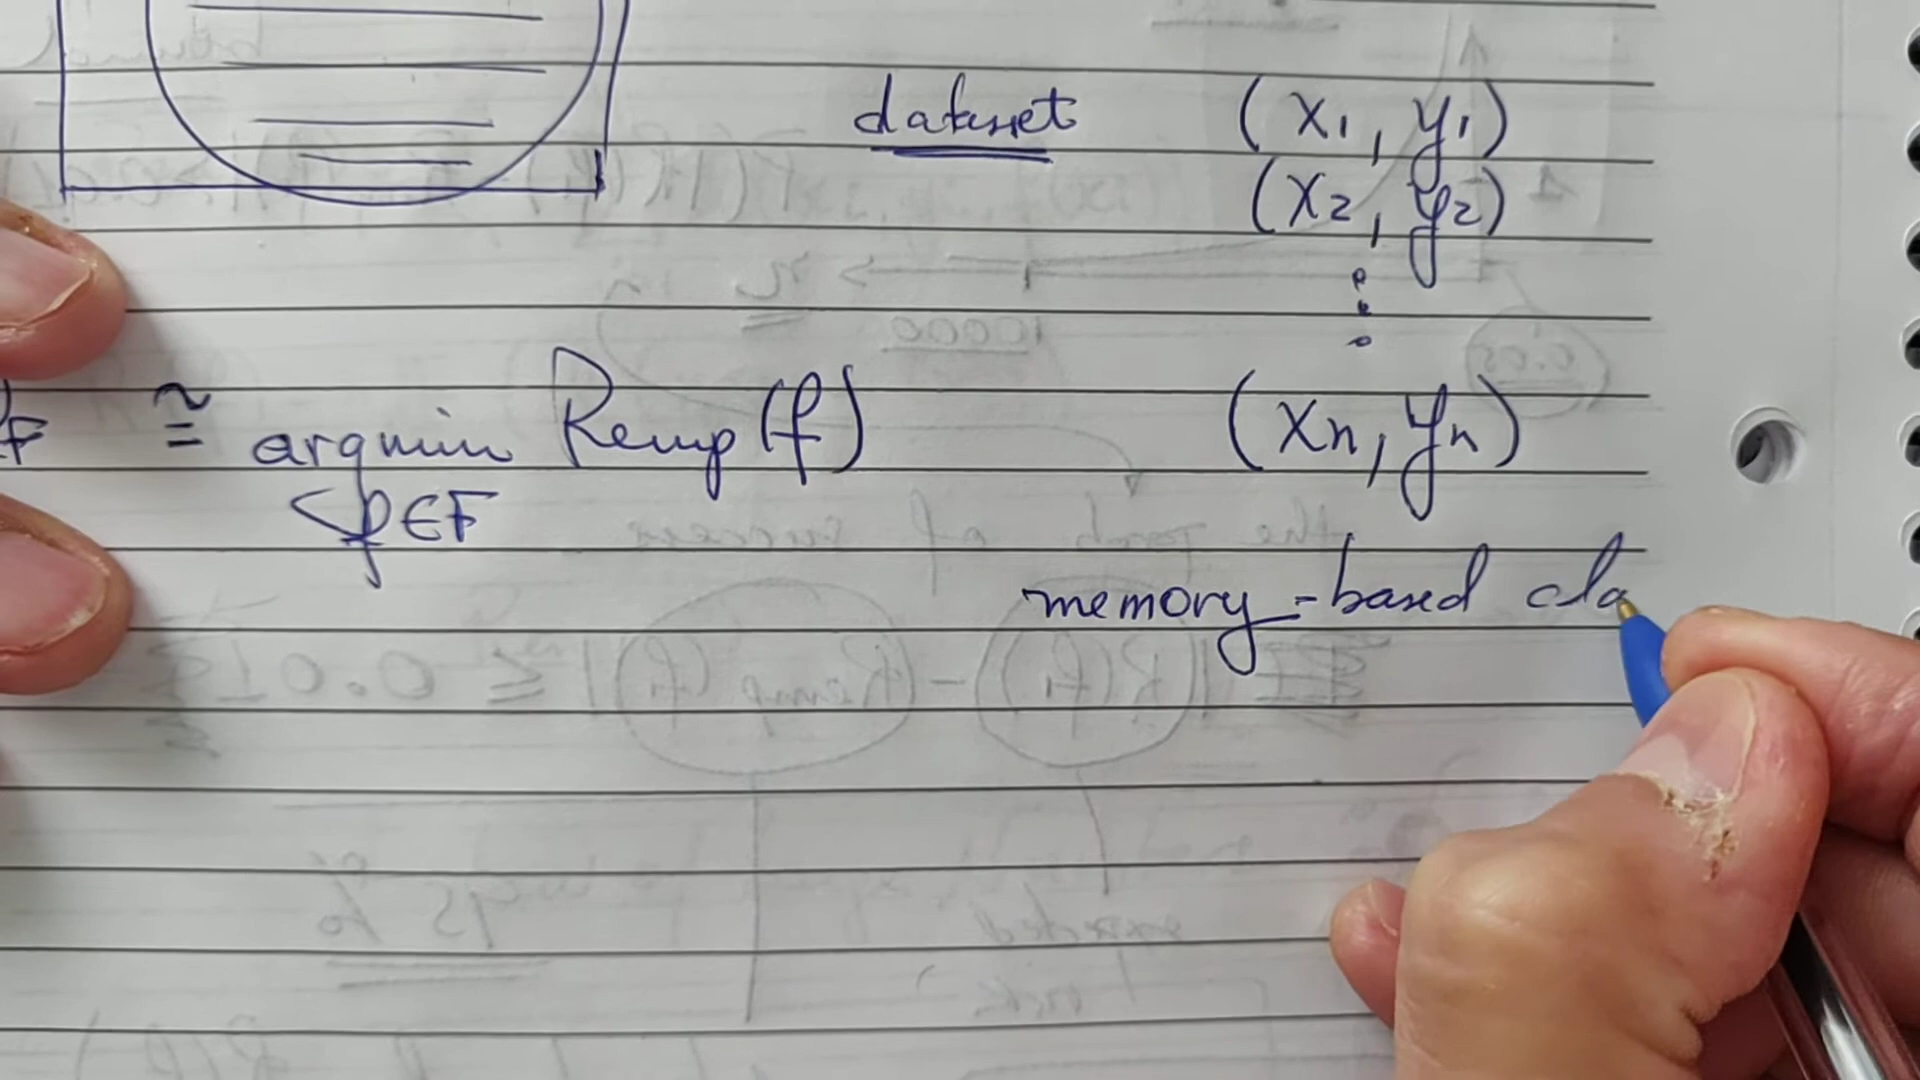 dataset (x1, y1)
(x2, y2)
(xn, yn)
F ≅ argmin Remp(f)
f∈F
memory-based cla